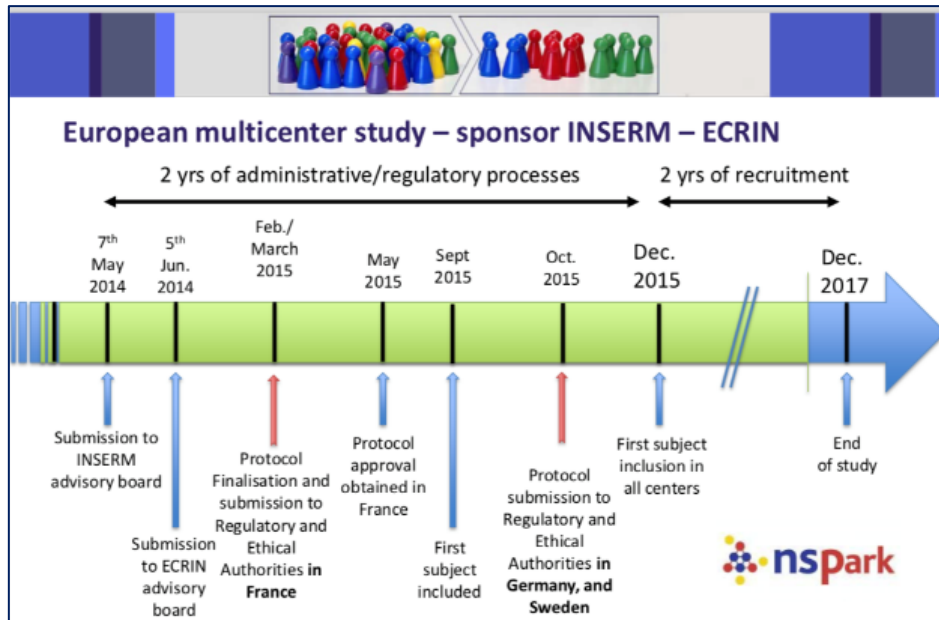 European multicenter study – sponsor INSERM – ECRIN
2 yrs of administrative/regulatory processes
2 yrs of recruitment
7th
May
2014
5th
Jun.
2014
Feb./
March
2015
May
2015
Sept
2015
Oct.
2015
Dec.
2015
Dec.
2017
Submission to
INSERM
advisory board
Submission
to ECRIN
advisory
board
Protocol
Finalisation and
submission to
Regulatory and
Ethical
Authorities in
France
Protocol
approval
obtained in
France
First
subject
included
Protocol
submission to
Regulatory and
Ethical
Authorities in
Germany, and
Sweden
First subject
inclusion in
all centers
End
of study
nspark